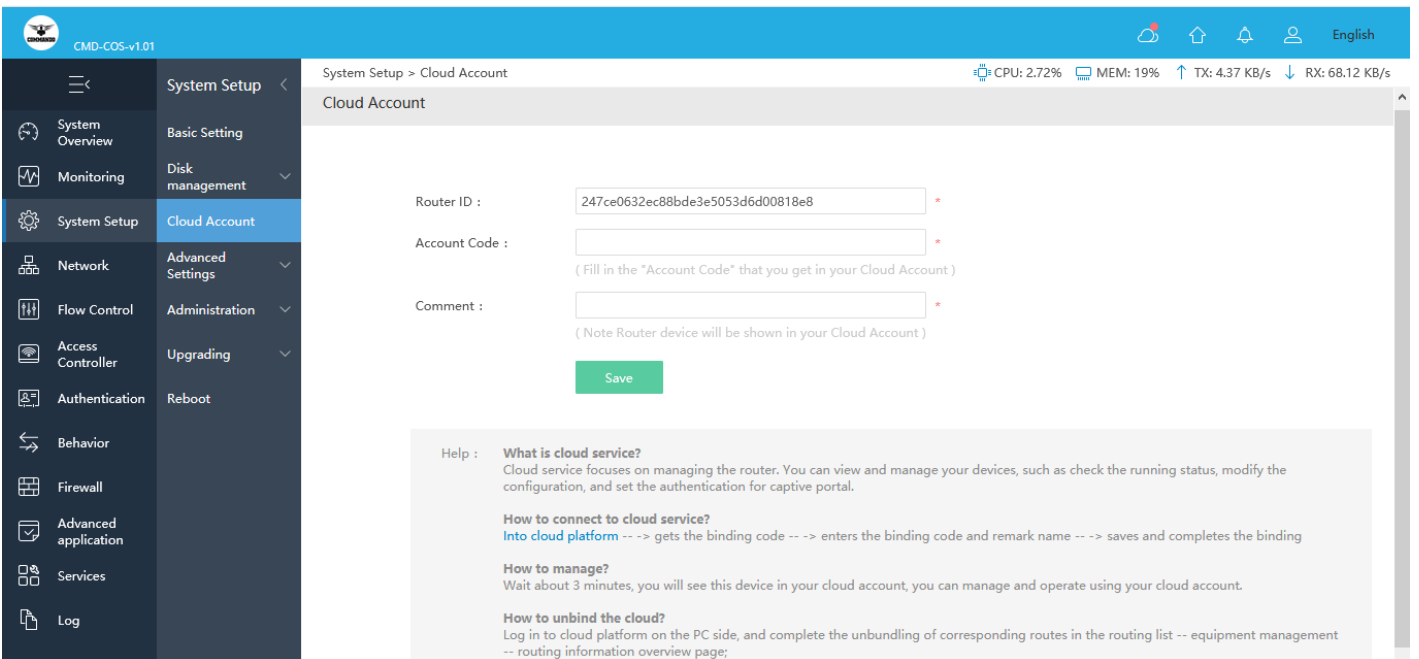 COMMANDO
CMD-COS-v1.01
English
System Setup
System Setup > Cloud Account
CPU: 2.72%
MEM: 19%
TX: 4.37 KB/s
RX: 68.12 KB/s
Cloud Account
System
Overview
Monitoring
System Setup
Network
Flow Control
Access
Controller
Authentication
Behavior
Firewall
Advanced
application
Services
Log
Basic Setting
Disk
management
Cloud Account
Advanced
Settings
Administration
Upgrading
Reboot
Router ID :
247ce0632ec88bde3e5053d6d00818e8
*
Account Code :
*
( Fill in the "Account Code" that you get in your Cloud Account )
Comment :
*
( Note Router device will be shown in your Cloud Account )
Save
Help :
What is cloud service?
Cloud service focuses on managing the router. You can view and manage your devices, such as check the running status, modify the
configuration, and set the authentication for captive portal.
How to connect to cloud service?
Into cloud platform -- -> gets the binding code -- -> enters the binding code and remark name -- -> saves and completes the binding
How to manage?
Wait about 3 minutes, you will see this device in your cloud account, you can manage and operate using your cloud account.
How to unbind the cloud?
Log in to cloud platform on the PC side, and complete the unbundling of corresponding routes in the routing list -- equipment management
-- routing information overview page;